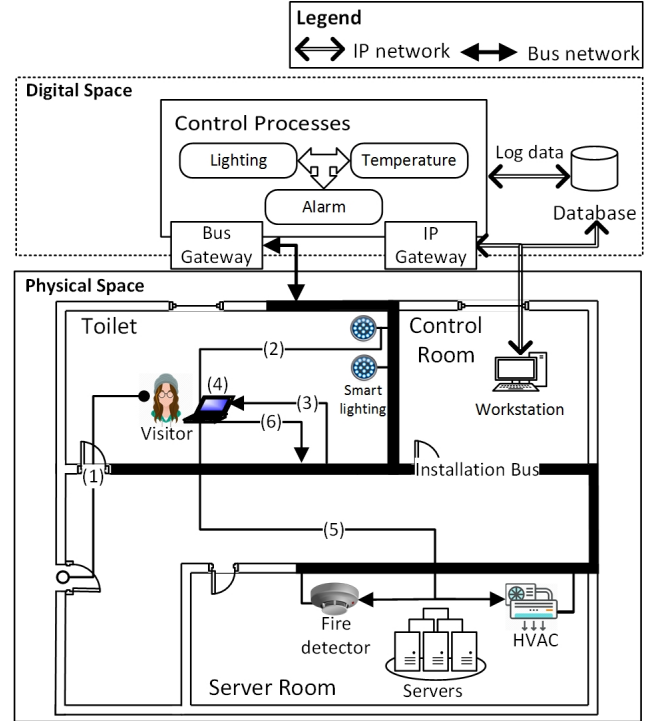 Legend
IP network
Bus network
Digital Space
Control Processes
Lighting
Temperature
Alarm
Log data
Database
Bus
Gateway
IP
Gateway
Physical Space
Toilet
Control
Room
(2)
(4)
Smart
lighting
Workstation
(3)
(6)
Visitor
(1)
Installation Bus
(5)
Fire
detector
HVAC
Servers
Server Room